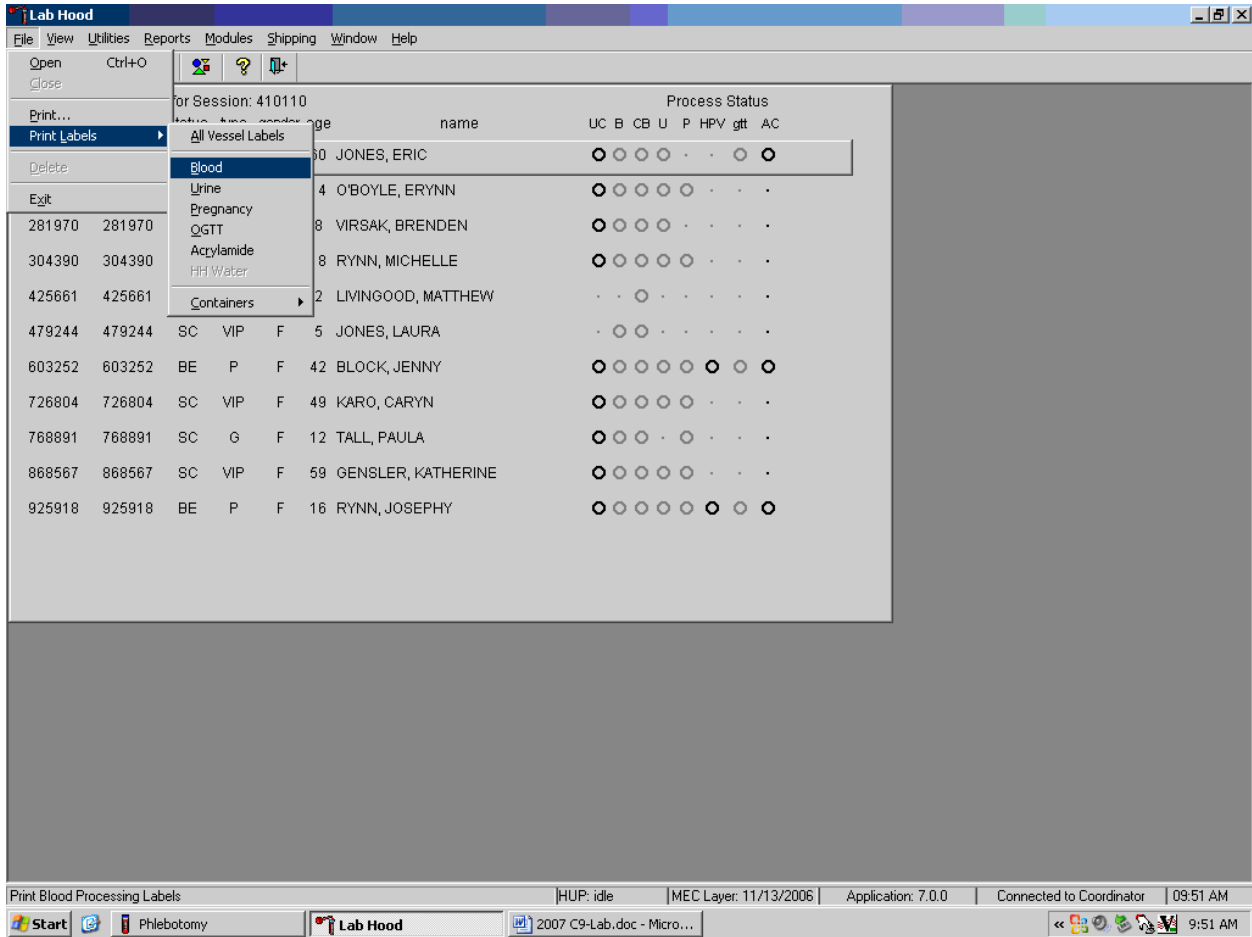 Lab Hood
File View Utilities Reports Modules Shipping Window Help
Open Ctrl+O
Close
Print...
Print Labels
Delete
Exit
All Vessel Labels
Blood
Urine
Pregnancy
OGTT
Acrylamide
HH Water
Containers
for Session: 410110 Process Status
age name UC B CB U P HPV gtt AC
60 JONES, ERIC
4 O'BOYLE, ERYNN
281970 281970 8 VIRSAK, BRENDEN
304390 304390 8 RYNN, MICHELLE
425661 425661 2 LIVINGOOD, MATTHEW
479244 479244 SC VIP F 5 JONES, LAURA
603252 603252 BE P F 42 BLOCK, JENNY
726804 726804 SC VIP F 49 KARO, CARYN
768891 768891 SC G F 12 TALL, PAULA
868567 868567 SC VIP F 59 GENSLER, KATHERINE
925918 925918 BE P F 16 RYNN, JOSEPHY
Print Blood Processing Labels HUP: idle MEC Layer: 11/13/2006 Application: 7.0.0 Connected to Coordinator 09:51 AM
Start Phlebotomy Lab Hood 2007 C9-Lab.doc - Micro... « 9:51 AM